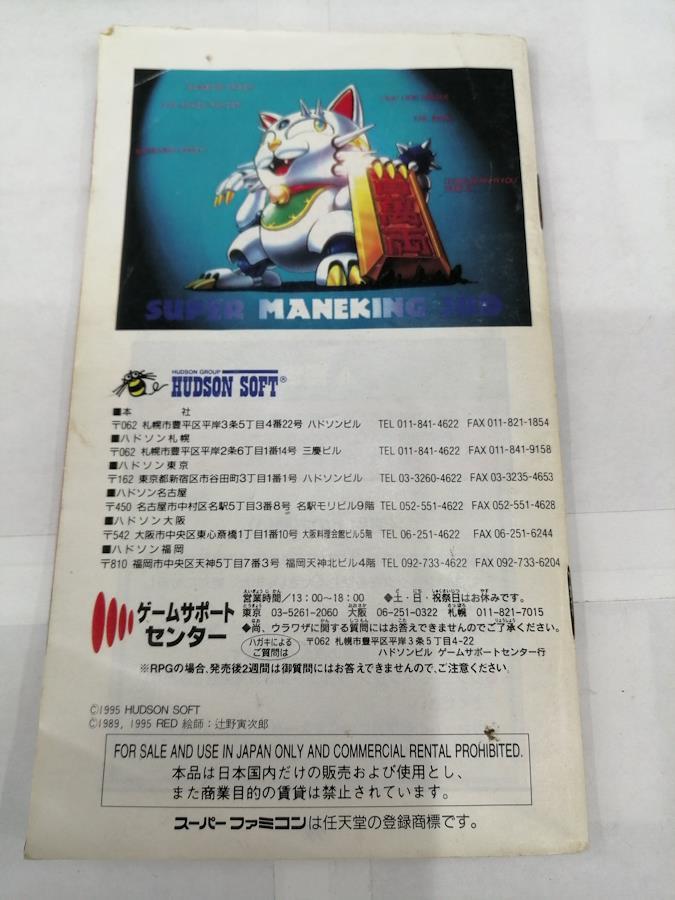 SUPER MANEKING
萬両
HUDSON GROUP
HUDSON SOFT®
■本　　　社
〒062 札幌市豊平区平岸3条5丁目4番22号 ハドソンビル TEL 011-841-4622 FAX 011-821-1854
■ハドソン札幌
〒062 札幌市豊平区平岸2条6丁目1番14号 三慶ビル TEL 011-841-4622 FAX 011-841-9158
■ハドソン東京
〒162 東京都新宿区市谷田町3丁目1番1号 ハドソンビル TEL 03-3260-4622 FAX 03-3235-4653
■ハドソン名古屋
〒450 名古屋市中村区名駅5丁目3番8号 名駅モリビル9階 TEL 052-551-4622 FAX 052-551-4628
■ハドソン大阪
〒542 大阪市中央区東心斎橋1丁目1番10号 大阪料理会館ビル5階 TEL 06-251-4622 FAX 06-251-6244
■ハドソン福岡
〒810 福岡市中央区天神5丁目7番3号 福岡天神北ビル4階 TEL 092-733-4622 FAX 092-733-6204
ゲームサポートセンター
営業時間／13：00〜18：00 ◆土・日・祭祭日はお休みです。
東京 03-5261-2060 大阪 06-251-0322 札幌 011-821-7015
◆尚、ウラワザに関する質問にはお答えできませんのでご了承ください。
ハガキによるご質問は 〒062 札幌市豊平区平岸3条5丁目4-22
ハドソンビル ゲームサポートセンター行
※RPGの場合、発売後2週間は御質問にはお答えできませんので、ご注意ください。
©1995 HUDSON SOFT
©1989, 1995 RED 絵師：辻野寅次郎
FOR SALE AND USE IN JAPAN ONLY AND COMMERCIAL RENTAL PROHIBITED.
本品は日本国内だけの販売および使用とし、
また商業目的の賃貸は禁止されています。
スーパーファミコンは任天堂の登録商標です。